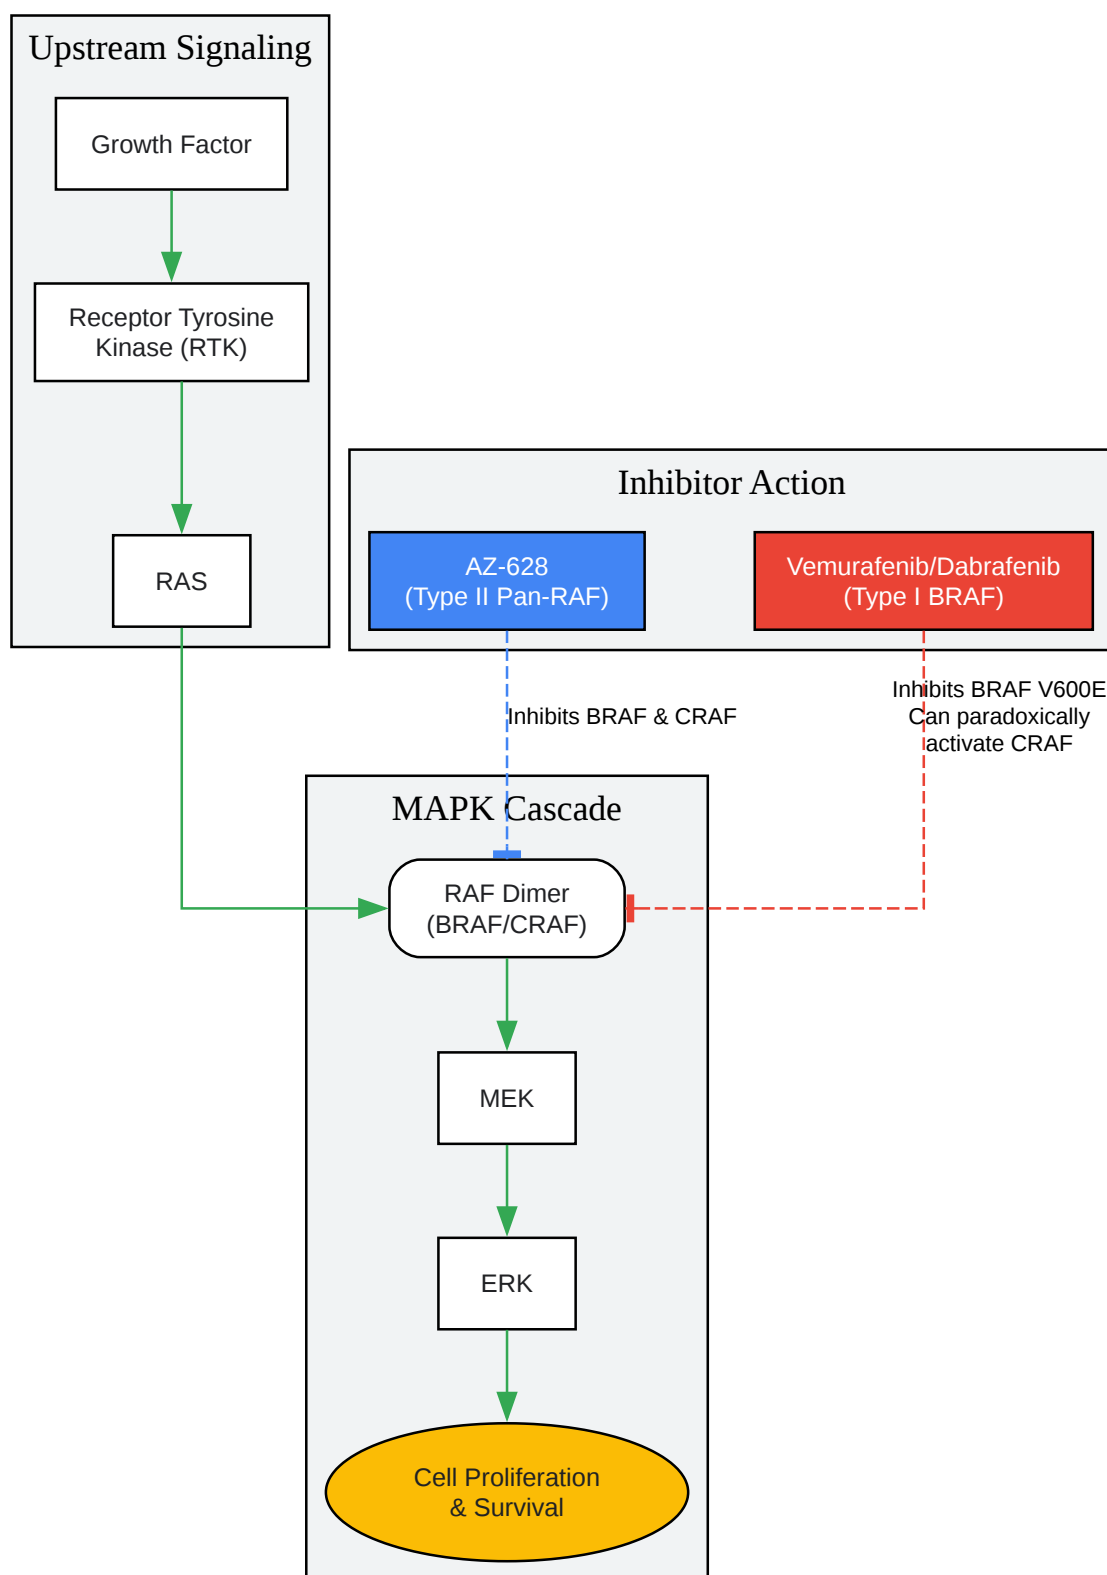 Upstream Signaling
Growth Factor
Receptor Tyrosine
Kinase (RTK)
RAS
Inhibitor Action
AZ-628
(Type II Pan-RAF)
Vemurafenib/Dabrafenib
(Type I BRAF)
Inhibits BRAF & CRAF
Inhibits BRAF V600E
Can paradoxically
activate CRAF
MAPK Cascade
RAF Dimer
(BRAF/CRAF)
MEK
ERK
Cell Proliferation
& Survival